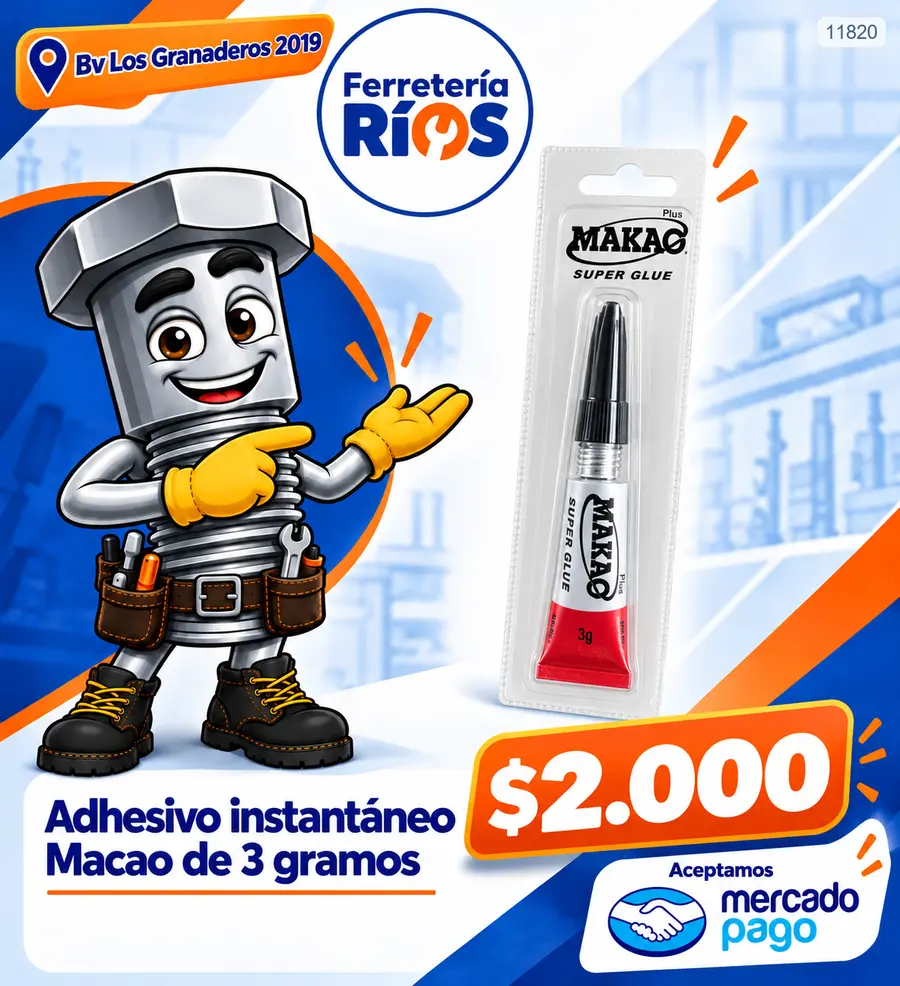 Bv Los Granaderos 2019
Ferretería
RÍOS
11820
Plus
MAKAO
SUPER GLUE
MAKAO
Plus
SUPER GLUE
3g
$2.000
Adhesivo instantáneo
Macao de 3 gramos
Aceptamos
mercado
pago